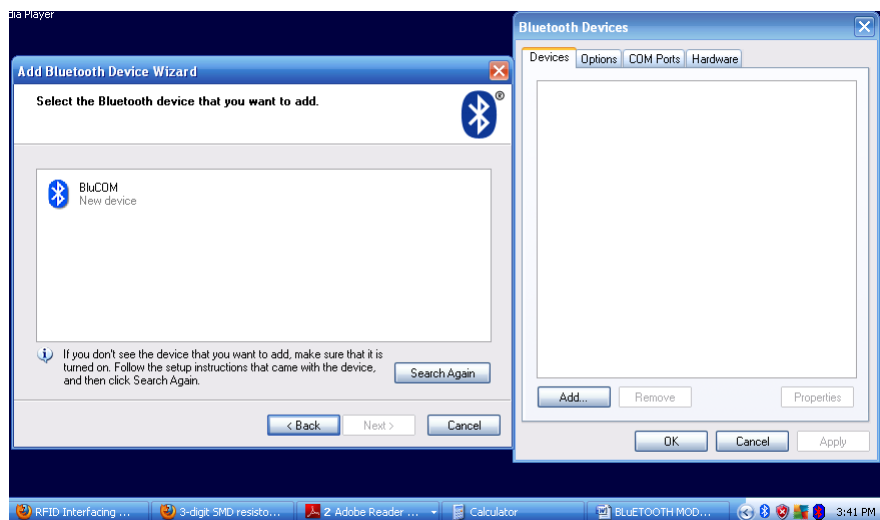 dia Player
Bluetooth Devices
Devices
Options
COM Ports
Hardware
Add Bluetooth Device Wizard
Select the Bluetooth device that you want to add.
®
BluCOM
New device
If you don't see the device that you want to add, make sure that it is
turned on. Follow the setup instructions that came with the device,
and then click Search Again.
Search Again
< Back
Next >
Cancel
Add...
Remove
Properties
OK
Cancel
Apply
RFID Interfacing ...
3-digit SMD resisto...
2 Adobe Reader ...
Calculator
BLuETOOTH MOD...
3:41 PM